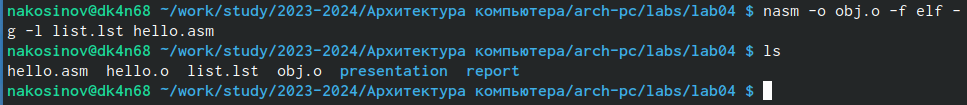 nakosinov@dk4n68 ~/work/study/2023-2024/Архитектура компьютера/arch-pc/labs/lab04 $ nasm -o obj.o -f elf -
g -l list.lst hello.asm
nakosinov@dk4n68 ~/work/study/2023-2024/Архитектура компьютера/arch-pc/labs/lab04 $ ls
hello.asm  hello.o  list.lst  obj.o  presentation  report
nakosinov@dk4n68 ~/work/study/2023-2024/Архитектура компьютера/arch-pc/labs/lab04 $